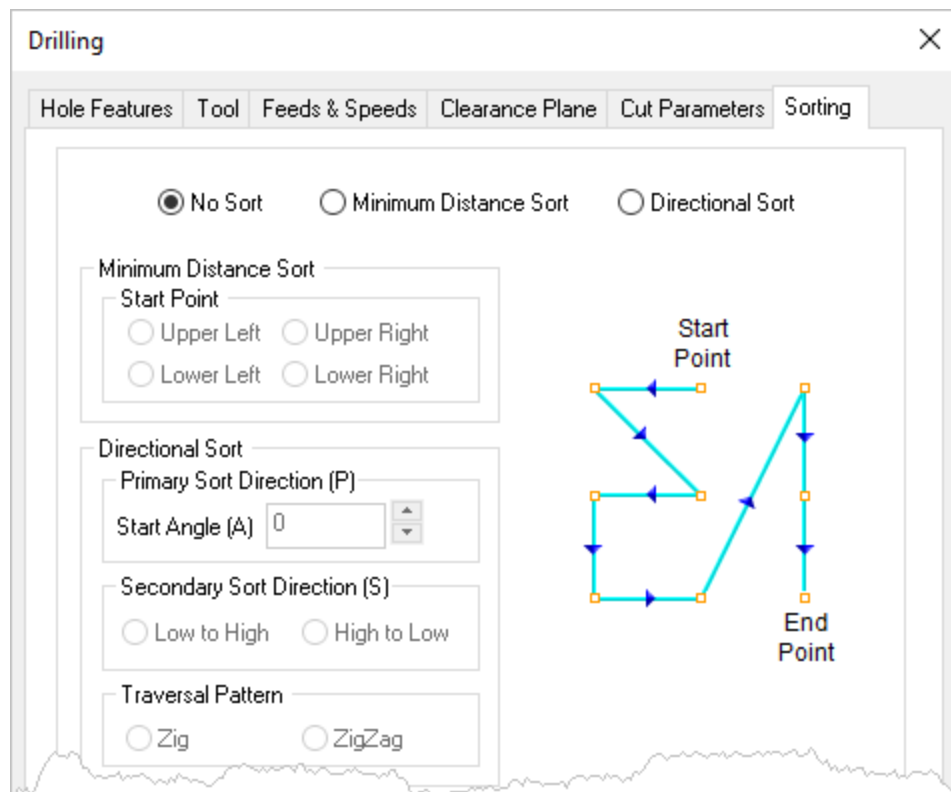 Drilling
Hole Features Tool Feeds & Speeds Clearance Plane Cut Parameters Sorting
No Sort Minimum Distance Sort Directional Sort
Minimum Distance Sort
Start Point
Upper Left Upper Right
Lower Left Lower Right
Directional Sort
Primary Sort Direction (P)
Start Angle (A) 0
Secondary Sort Direction (S)
Low to High High to Low
Traversal Pattern
Zig ZigZag
Start
Point
End
Point